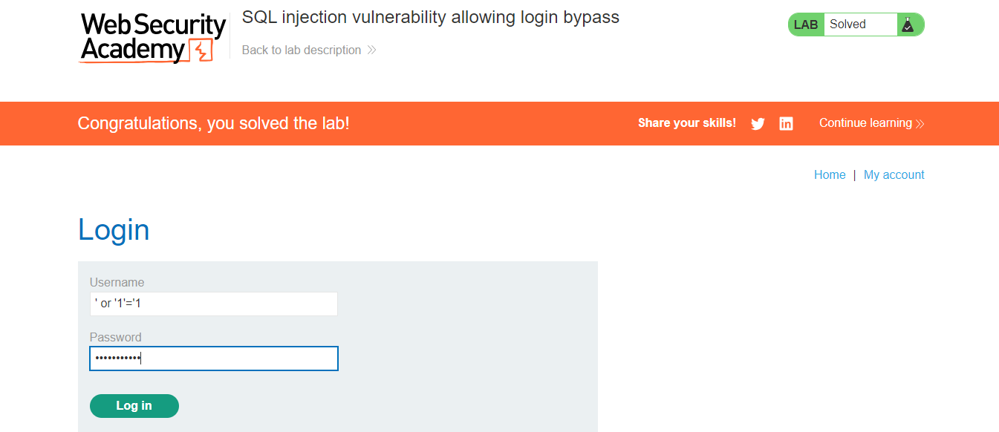 Web Security
Academy
SQL injection vulnerability allowing login bypass
Back to lab description
LAB Solved
Congratulations, you solved the lab!
Share your skills!
Continue learning
Home | My account
Login
Username
' or '1'='1
Password
•••••••••••
Log in